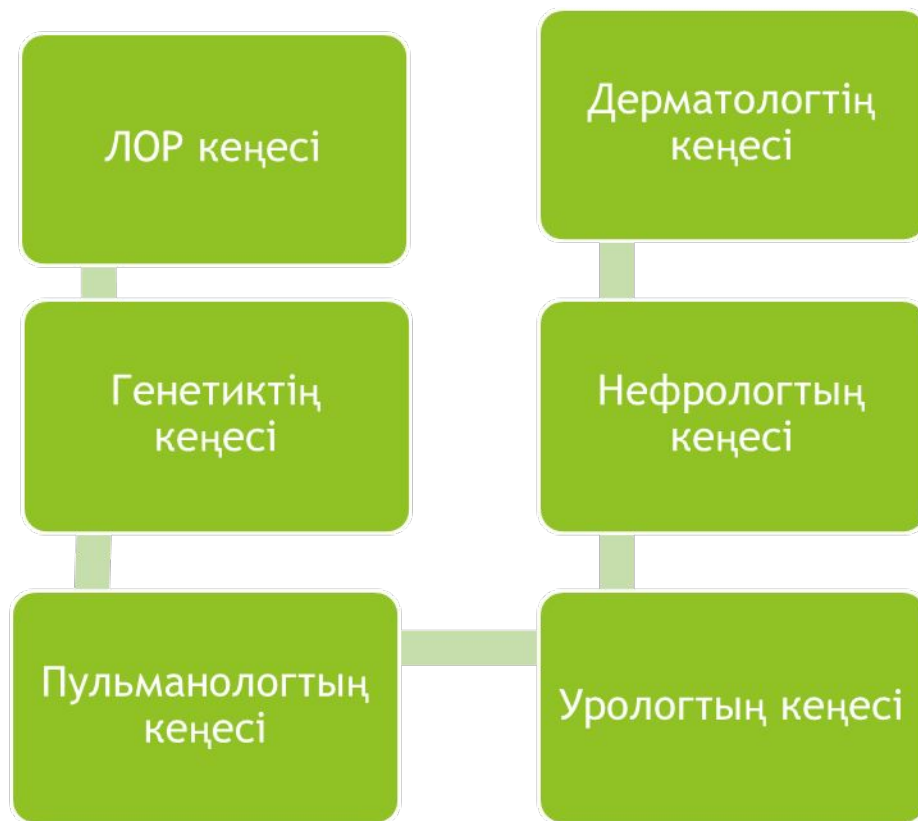 ЛОР кеңесі
Генетиктің
кеңесі
Пульманологтың
кеңесі
Урологтың кеңесі
Нефрологтың
кеңесі
Дерматологтің
кеңесі